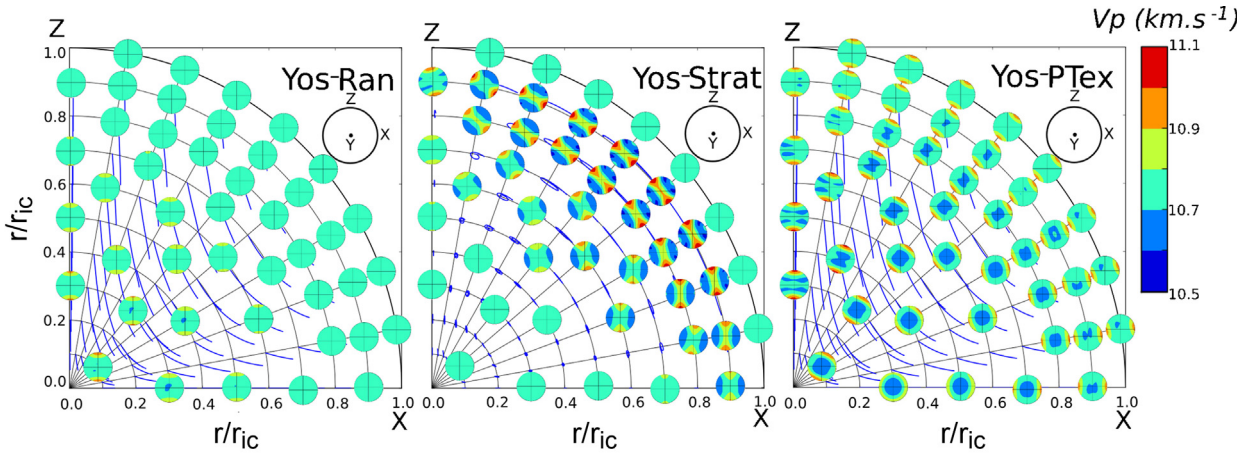 Vp (km.s⁻¹)
Z
Z
Z
1.0
Yos-Ran
Yos-Strat
Yos-PTex
11.1
Z
X
Y
Z
X
Y
Z
X
Y
0.8
10.9
0.6
r/r_ic
10.7
0.4
0.2
10.5
0.0
0.0 0.2 0.4 0.6 0.8 1.0
0.0 0.2 0.4 0.6 0.8 1.0
0.0 0.2 0.4 0.6 0.8 1.0
X
X
X
r/r_ic
r/r_ic
r/r_ic